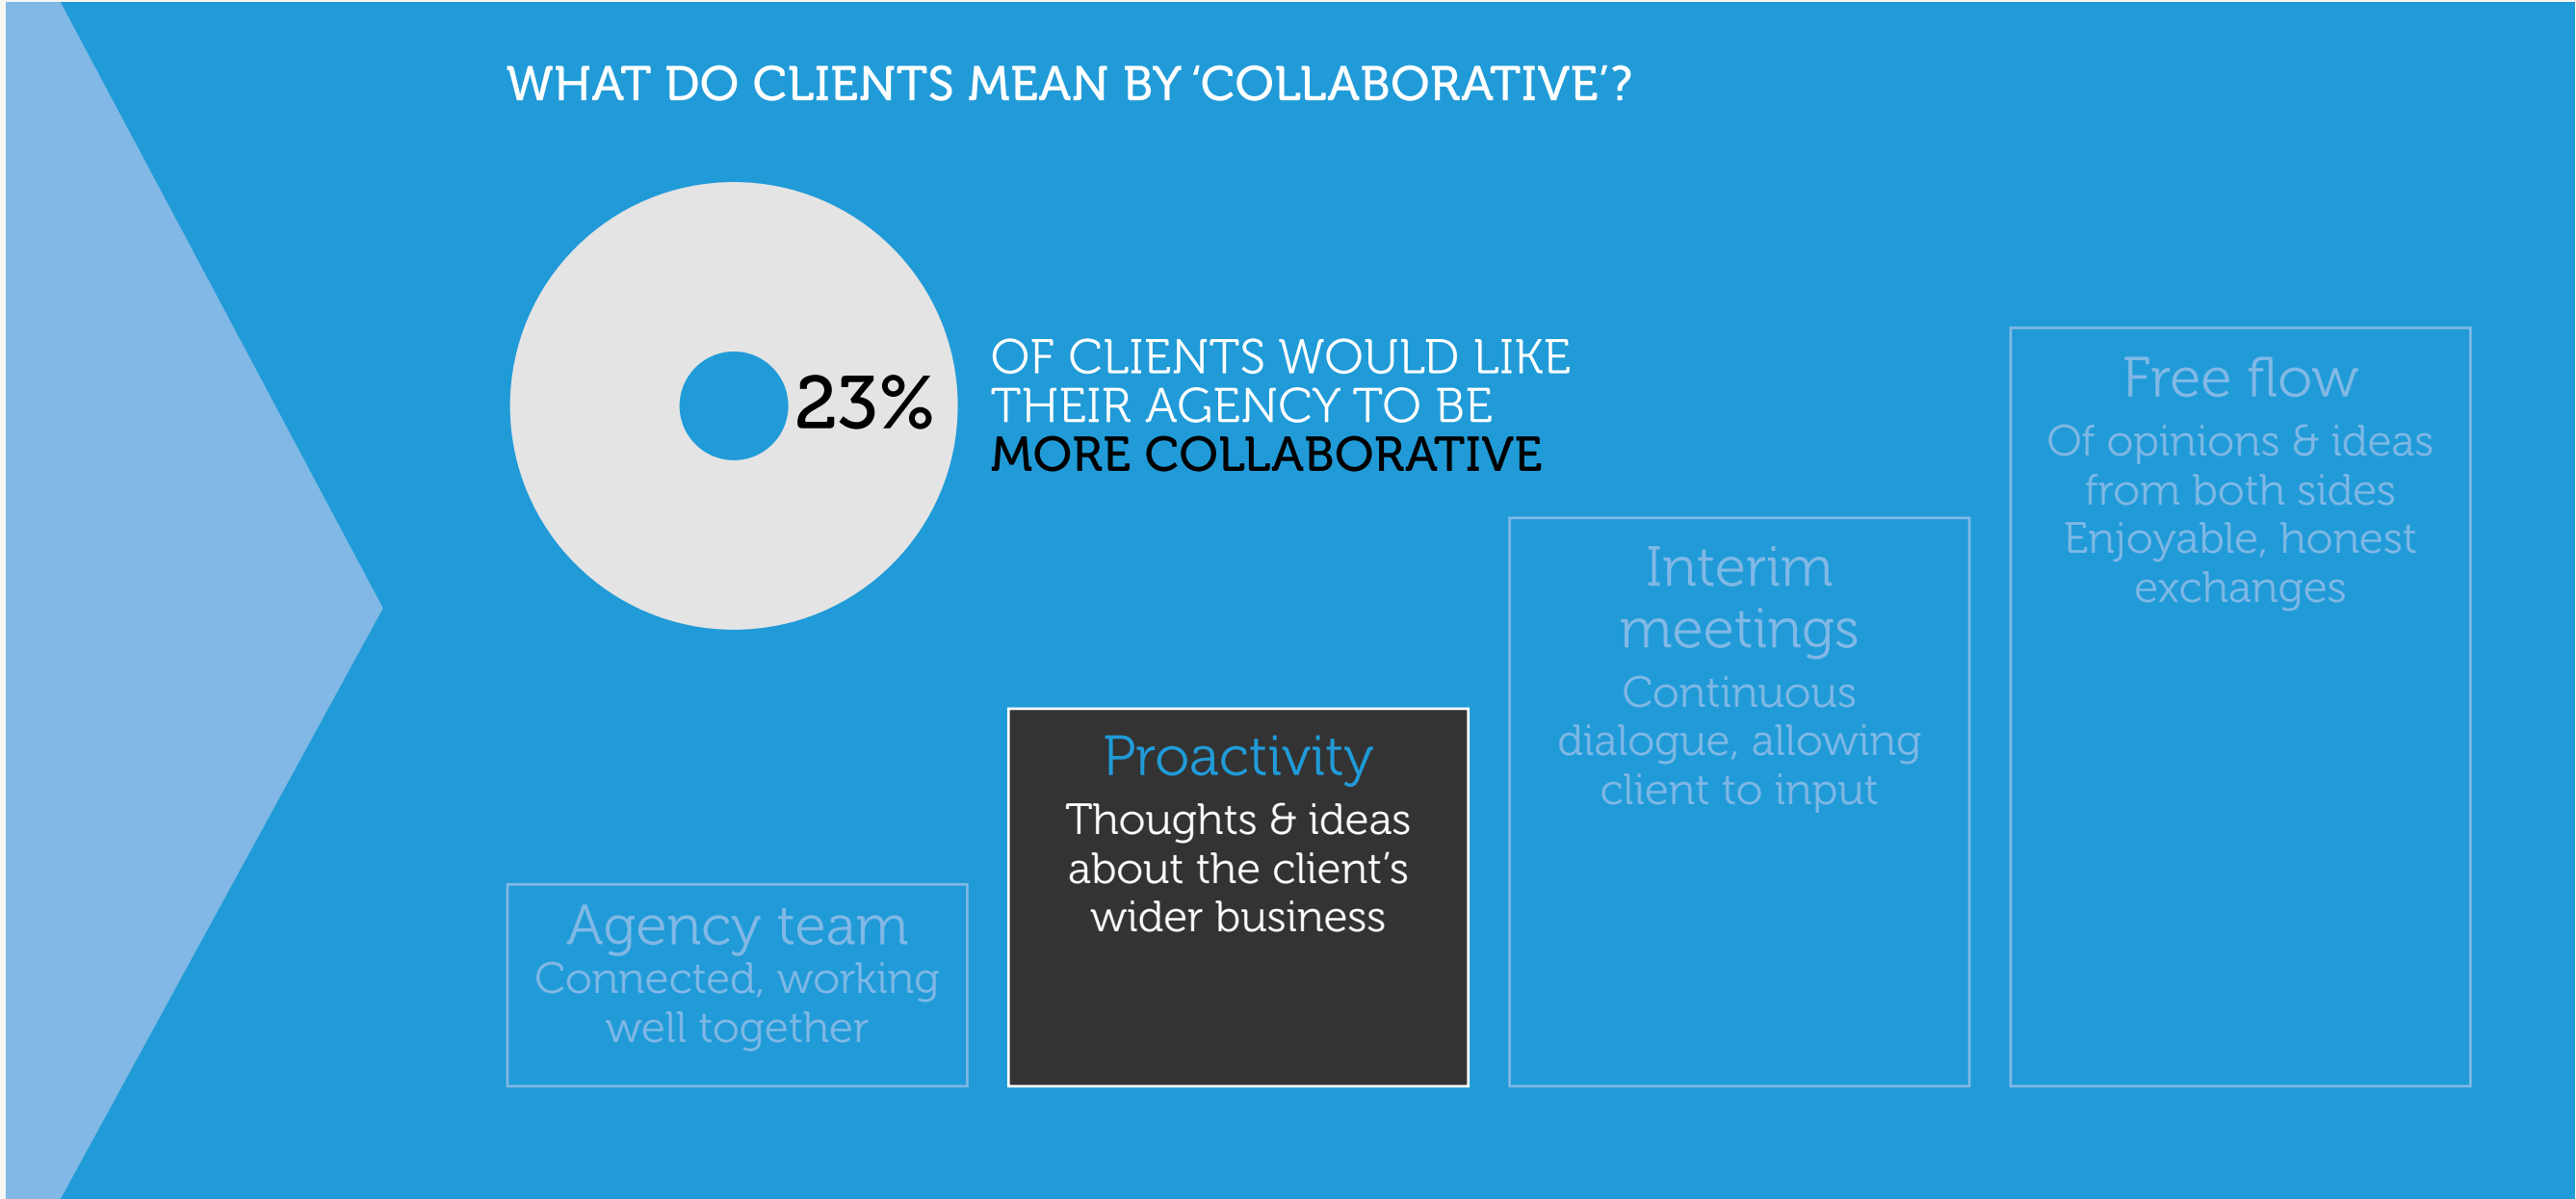 WHAT DO CLIENTS MEAN BY ‘COLLABORATIVE’?
23%
OF CLIENTS WOULD LIKE
THEIR AGENCY TO BE
MORE COLLABORATIVE
Agency team
Connected, working
well together
Proactivity
Thoughts & ideas
about the client’s
wider business
Interim
meetings
Continuous
dialogue, allowing
client to input
Free flow
Of opinions & ideas
from both sides
Enjoyable, honest
exchanges